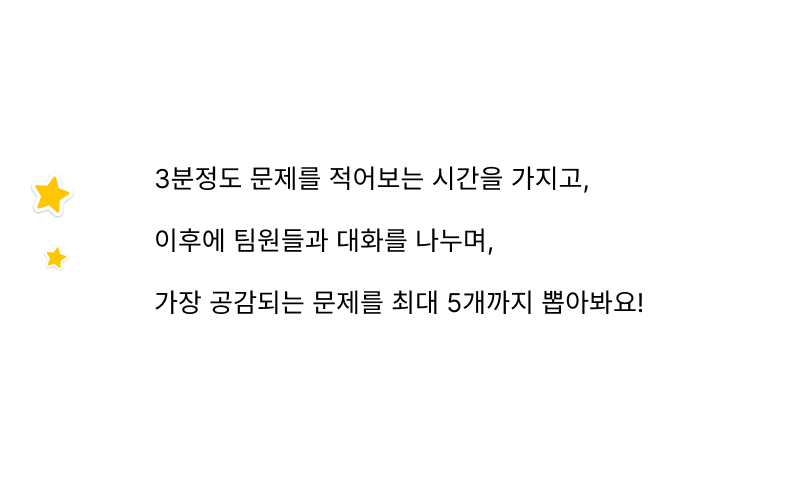 3분정도 문제를 적어보는 시간을 가지고,
이후에 팀원들과 대화를 나누며,
가장 공감되는 문제를 최대 5개까지 뽑아봐요!